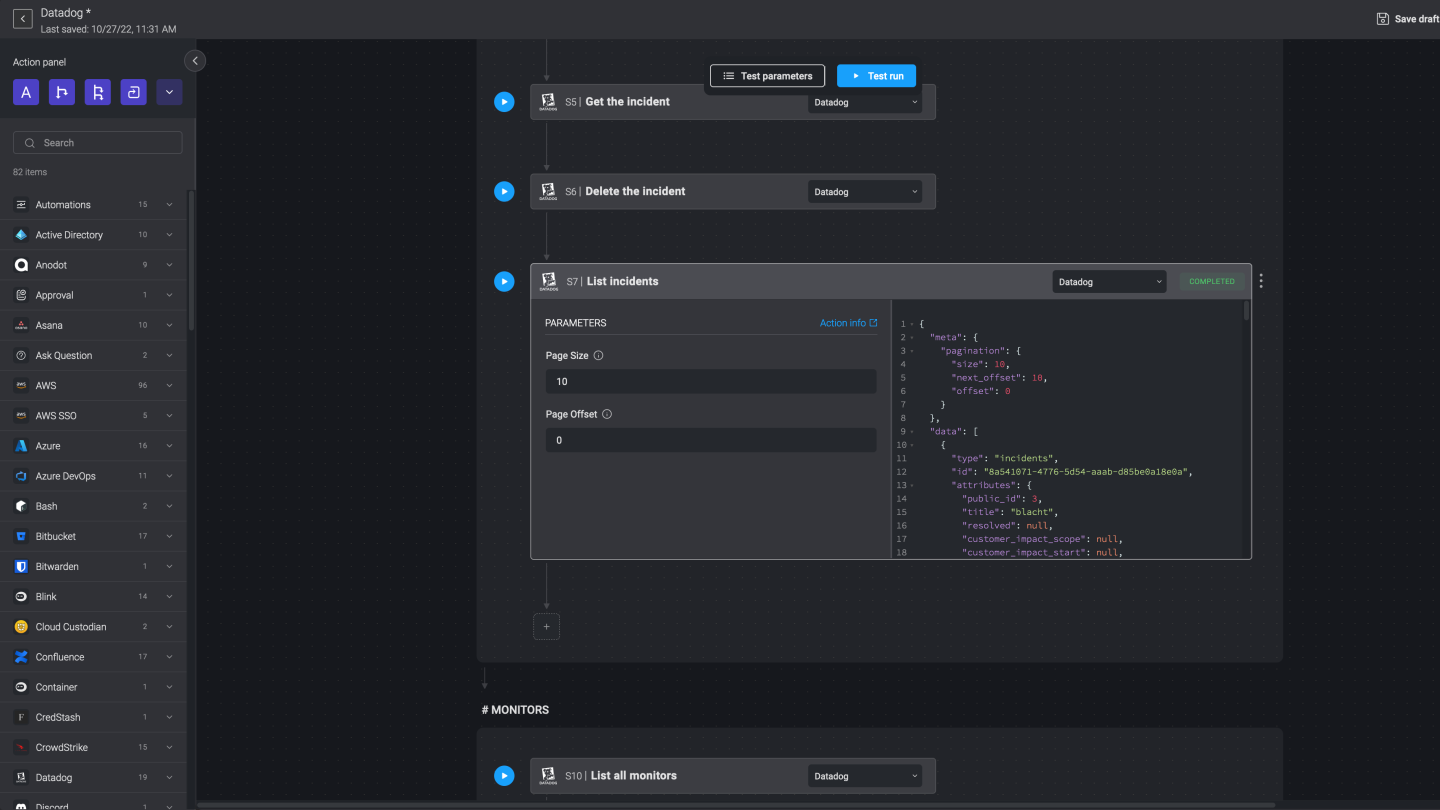 Datadog *
Last saved: 10/27/22, 11:31 AM
Save draft
Action panel
A
Search
82 items
Automations 15
Active Directory 10
Anodot 9
Approval 1
Asana 10
Ask Question 2
AWS 96
AWS SSO 5
Azure 16
Azure DevOps 11
Bash 2
Bitbucket 17
Bitwarden 1
Blink 14
Cloud Custodian 2
Confluence 17
Container 1
CredStash 1
CrowdStrike 15
Datadog 19
Discord 1
Test parameters
Test run
DATADOG S5 | Get the incident Datadog
DATADOG S6 | Delete the incident Datadog
DATADOG S7 | List incidents Datadog COMPLETED
PARAMETERS Action info
Page Size
10
Page Offset
0
1 {
2 "meta": {
3 "pagination": {
4 "size": 10,
5 "next_offset": 10,
6 "offset": 0
7 }
8 },
9 "data": [
10 {
11 "type": "incidents",
12 "id": "8a541071-4776-5d54-aaab-d85be0a18e0a",
13 "attributes": {
14 "public_id": 3,
15 "title": "blacht",
16 "resolved": null,
17 "customer_impact_scope": null,
18 "customer_impact_start": null,
+
# MONITORS
DATADOG S10 | List all monitors Datadog